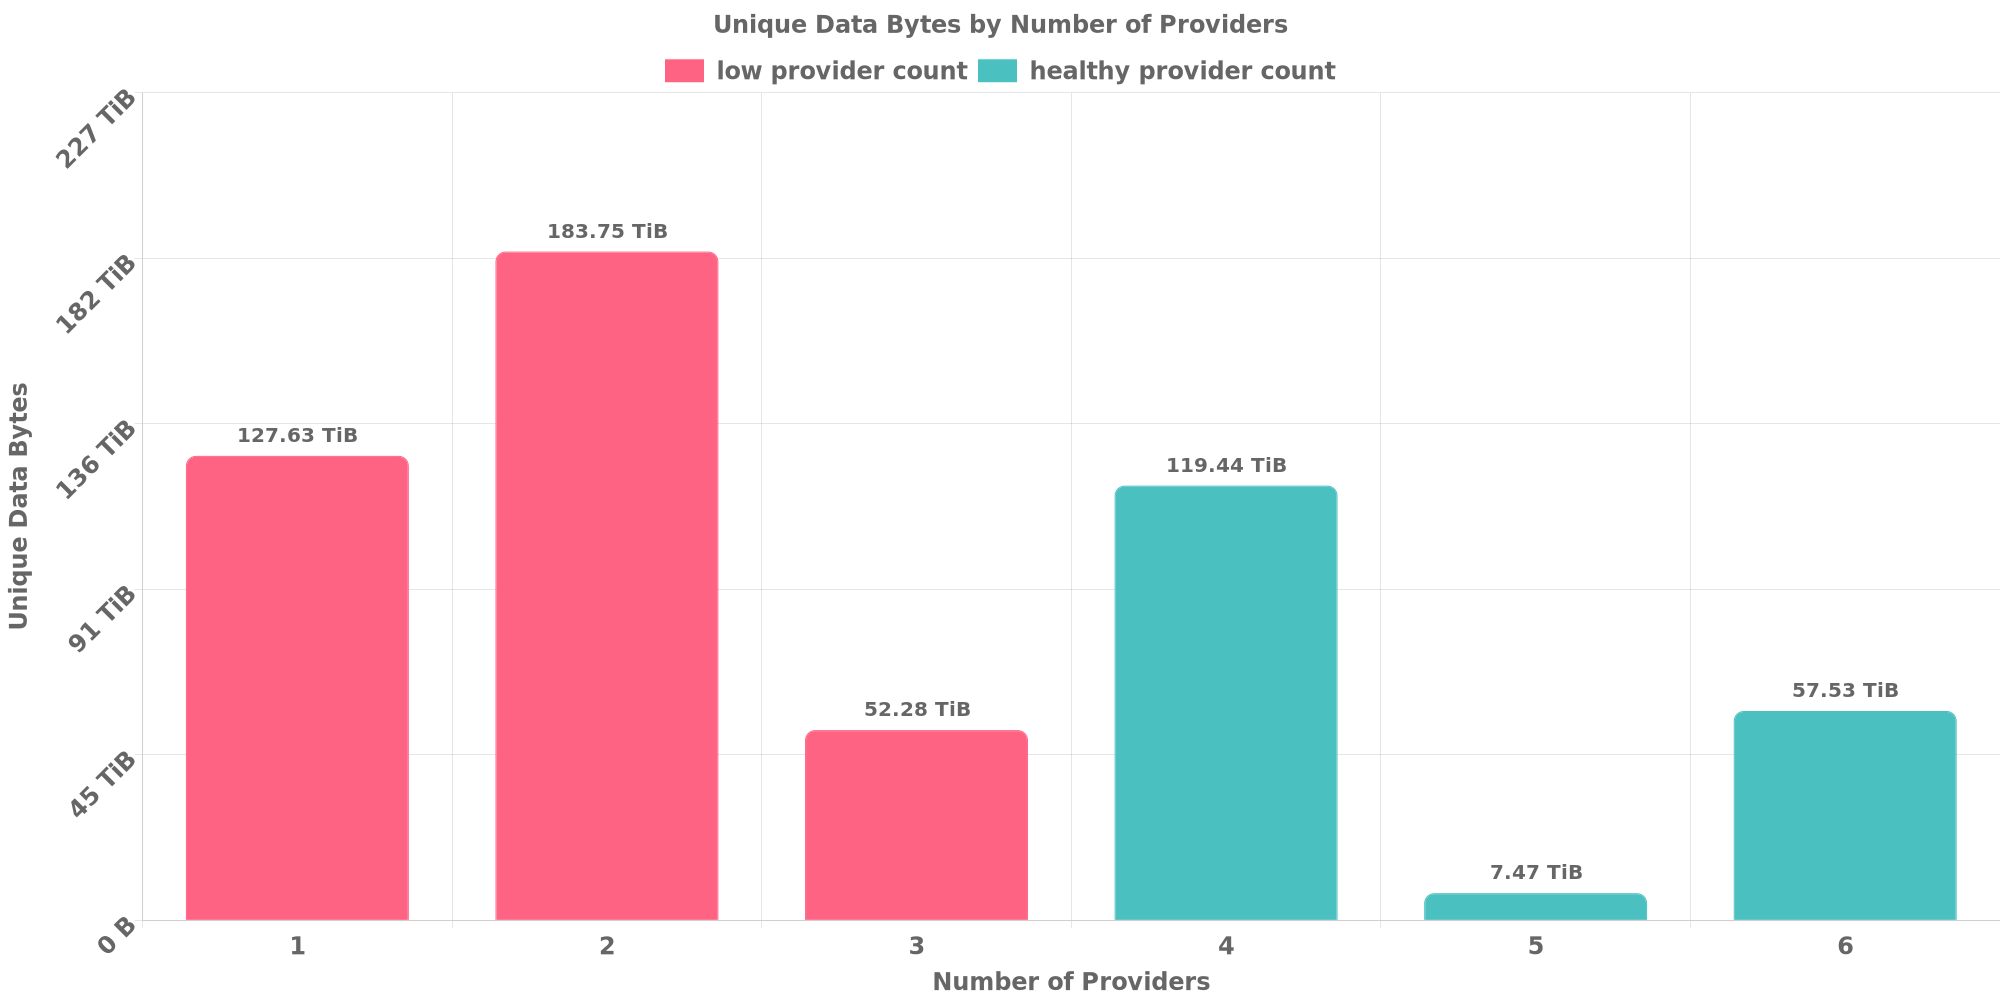 Unique Data Bytes by Number of Providers
low provider count healthy provider count
227 TiB
182 TiB
136 TiB
91 TiB
45 TiB
0 B
Unique Data Bytes
127.63 TiB
183.75 TiB
52.28 TiB
119.44 TiB
7.47 TiB
57.53 TiB
1 2 3 4 5 6
Number of Providers